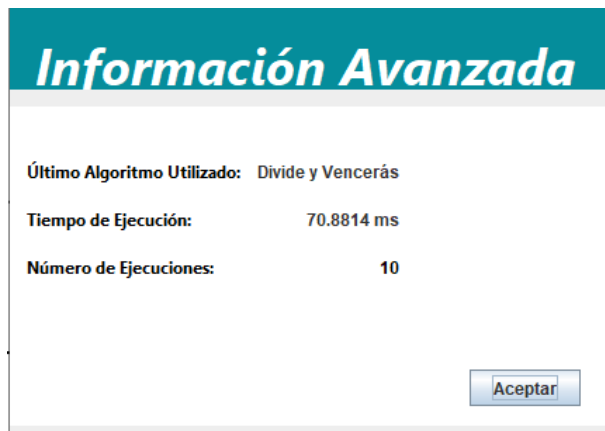 Información Avanzada
Último Algoritmo Utilizado: Divide y Vencerás
Tiempo de Ejecución: 70.8814 ms
Número de Ejecuciones: 10
Aceptar